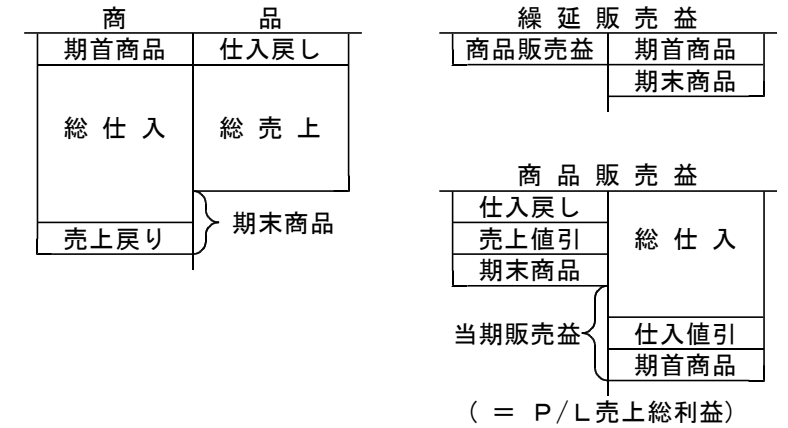 商品
期首商品 仕入戻し
総仕入 総売上
売上戻り
期末商品
繰延販売益
商品販売益 期首商品
期末商品
商品販売益
仕入戻し
売上値引 総仕入
期末商品
当期販売益 仕入値引
期首商品
(＝ P/L売上総利益)